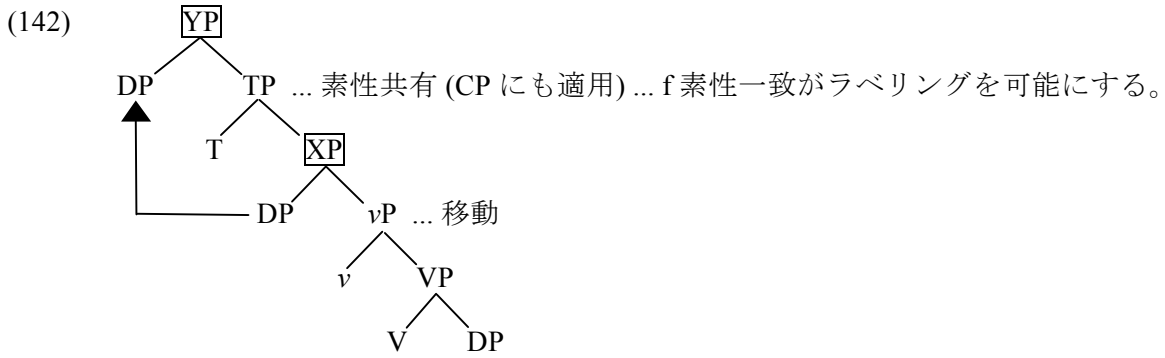 (142) YP
DP TP ... 素性共有 (CP にも適用) ... f 素性一致がラベリングを可能にする。
T XP
DP vP ... 移動
v VP
V DP